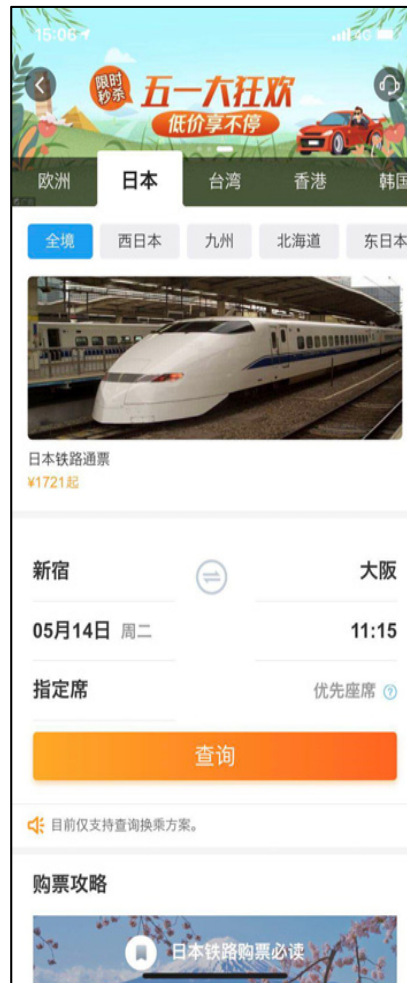 15:06
4G
限时
秒杀
五一大狂欢
低价享不停
欧洲
日本
台湾
香港
韩国
全境
西日本
九州
北海道
东日本
日本铁路通票
¥1721起
新宿
大阪
05月14日 周二
11:15
指定席
优先座席 ?
查询
目前仅支持查询换乘方案。
购票攻略
日本铁路购票必读